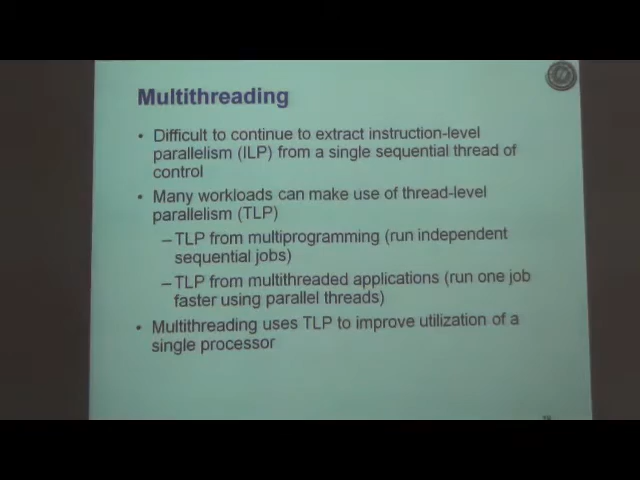 Multithreading
• Difficult to continue to extract instruction-level
parallelism (ILP) from a single sequential thread of
control
• Many workloads can make use of thread-level
parallelism (TLP)
– TLP from multiprogramming (run independent
sequential jobs)
– TLP from multithreaded applications (run one job
faster using parallel threads)
• Multithreading uses TLP to improve utilization of a
single processor